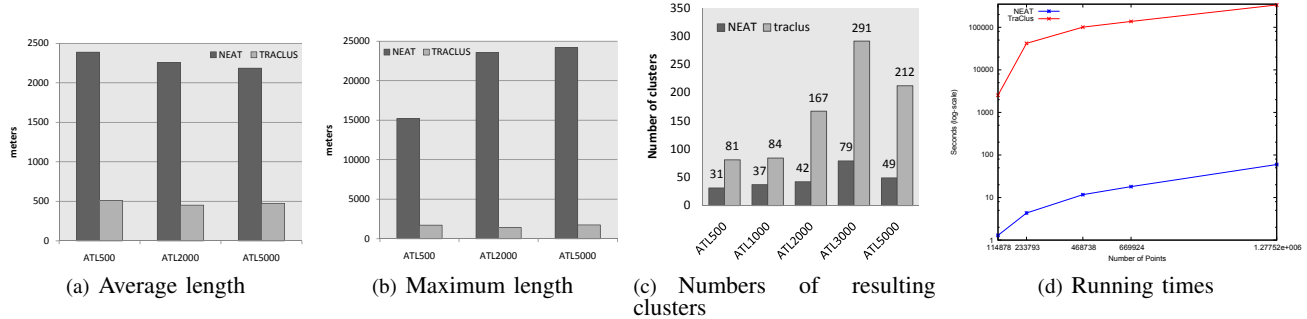 2500
2000
1500
1000
500
0
meters
NEAT TRACLUS
ATL500 ATL2000 ATL5000
(a) Average length
25000
20000
15000
10000
5000
0
meters
NEAT TRACLUS
ATL500 ATL2000 ATL5000
(b) Maximum length
350
300
250
200
150
100
50
0
Number of clusters
NEAT traclus
31 81 37 84 42 167 79 291 49 212
ATL500 ATL1000 ATL2000 ATL3000 ATL5000
(c) Numbers of resulting
clusters
NEAT
TraClus
100000
10000
1000
100
10
1
Seconds (log-scale)
114878 233793 468738 669924 1.27752e+006
Number of Points
(d) Running times